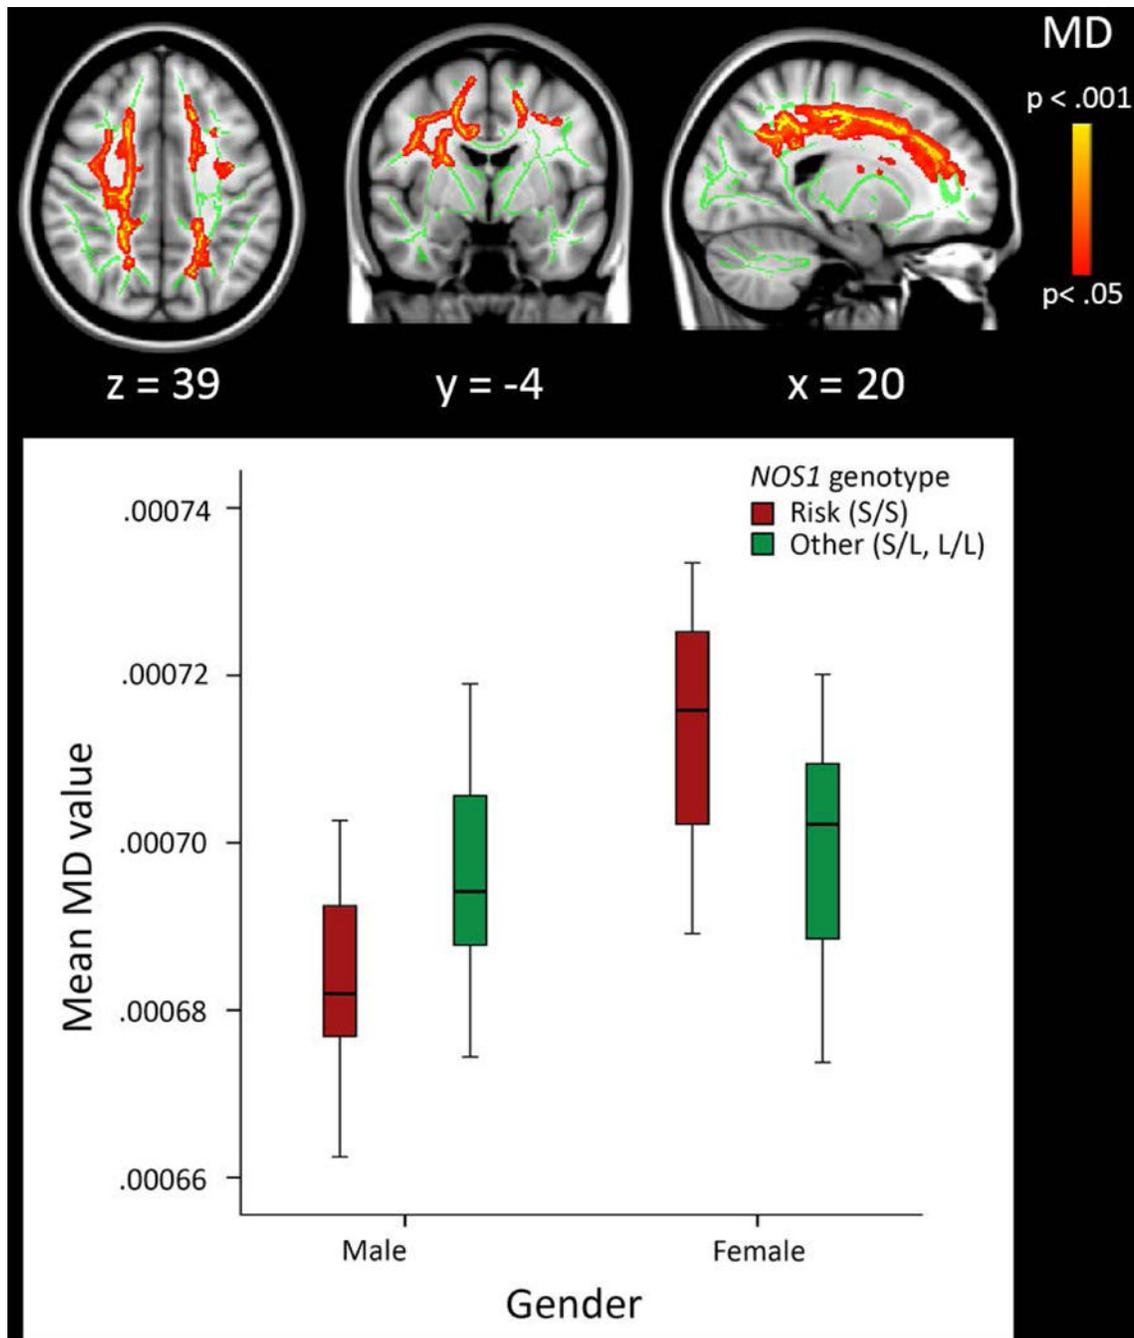 MD
p < .001
p< .05
z = 39
y = -4
x = 20
NOS1 genotype
Risk (S/S)
Other (S/L, L/L)
.00074
.00072
.00070
.00068
.00066
Mean MD value
Male
Female
Gender